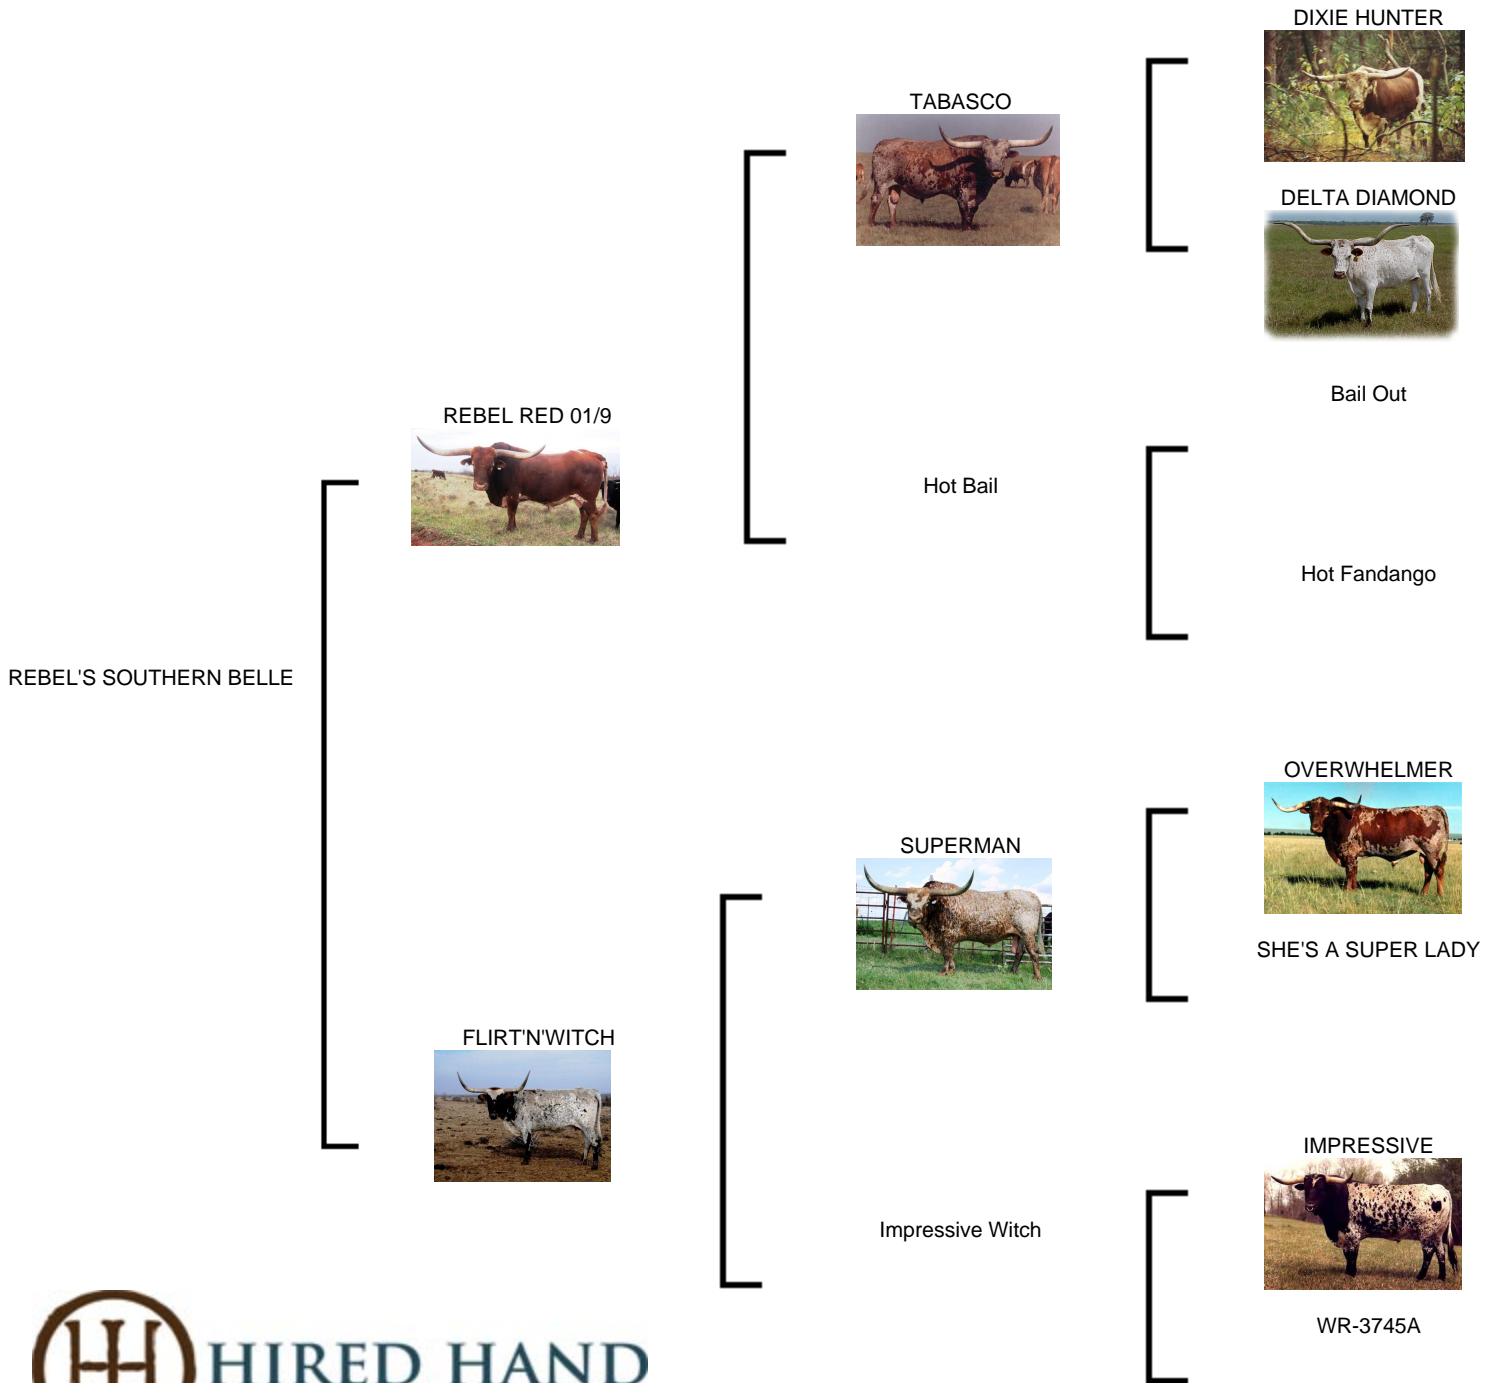 DIXIE HUNTER
TABASCO
DELTA DIAMOND
Bail Out
REBEL RED 01/9
Hot Bail
Hot Fandango
REBEL'S SOUTHERN BELLE
OVERWHELMER
SUPERMAN
SHE'S A SUPER LADY
FLIRT'N'WITCH
IMPRESSIVE
Impressive Witch
WR-3745A
HIRED HAND